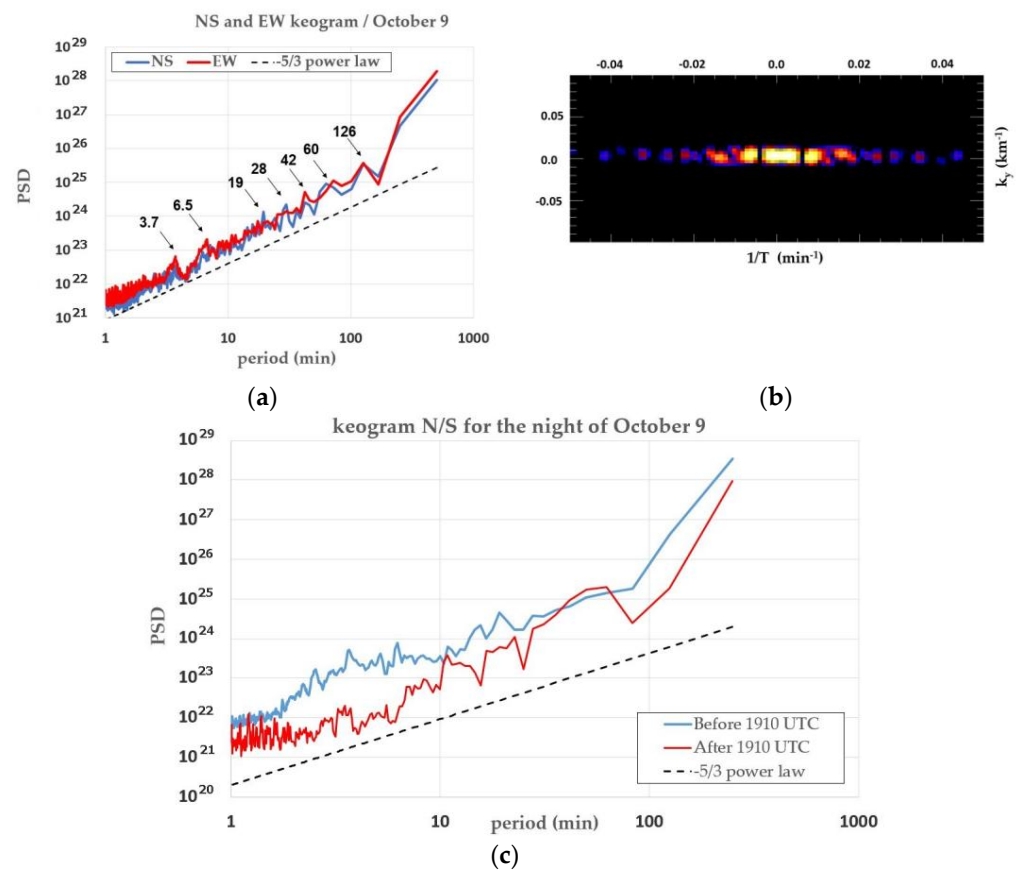 NS and EW keogram / October 9
10^29
10^28
10^27
10^26
10^25
10^24
10^23
10^22
10^21
PSD
NS EW -5/3 power law
3.7
6.5
19
28
42
60
126
1 10 100 1000
period (min)
(a)
-0.04 -0.02 0.0 0.02 0.04
0.05
0.0
-0.05
k_y (km^-1)
1/T (min^-1)
(b)
keogram N/S for the night of October 9
10^29
10^28
10^27
10^26
10^25
10^24
10^23
10^22
10^21
10^20
PSD
Before 1910 UTC
After 1910 UTC
-5/3 power law
1 10 100 1000
period (min)
(c)